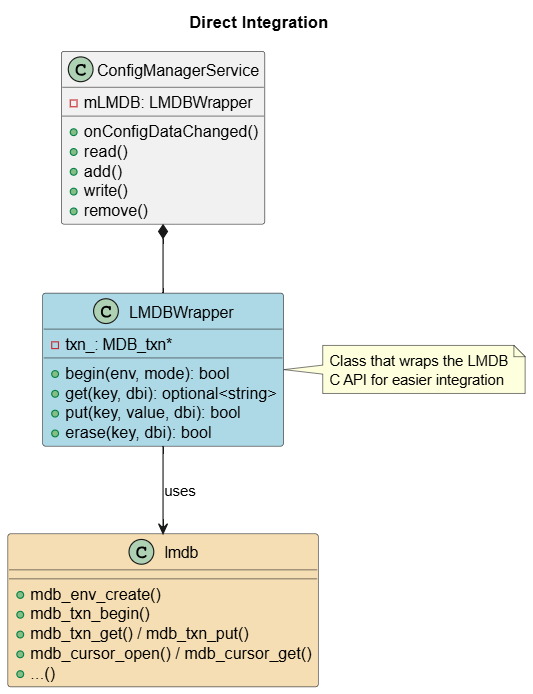 Direct Integration
C ConfigManagerService
mLMDB: LMDBWrapper
onConfigDataChanged()
read()
add()
write()
remove()
C LMDBWrapper
txn_: MDB_txn*
begin(env, mode): bool
get(key, dbi): optional<string>
put(key, value, dbi): bool
erase(key, dbi): bool
Class that wraps the LMDB
C API for easier integration
uses
C lmdb
mdb_env_create()
mdb_txn_begin()
mdb_txn_get() / mdb_txn_put()
mdb_cursor_open() / mdb_cursor_get()
...()